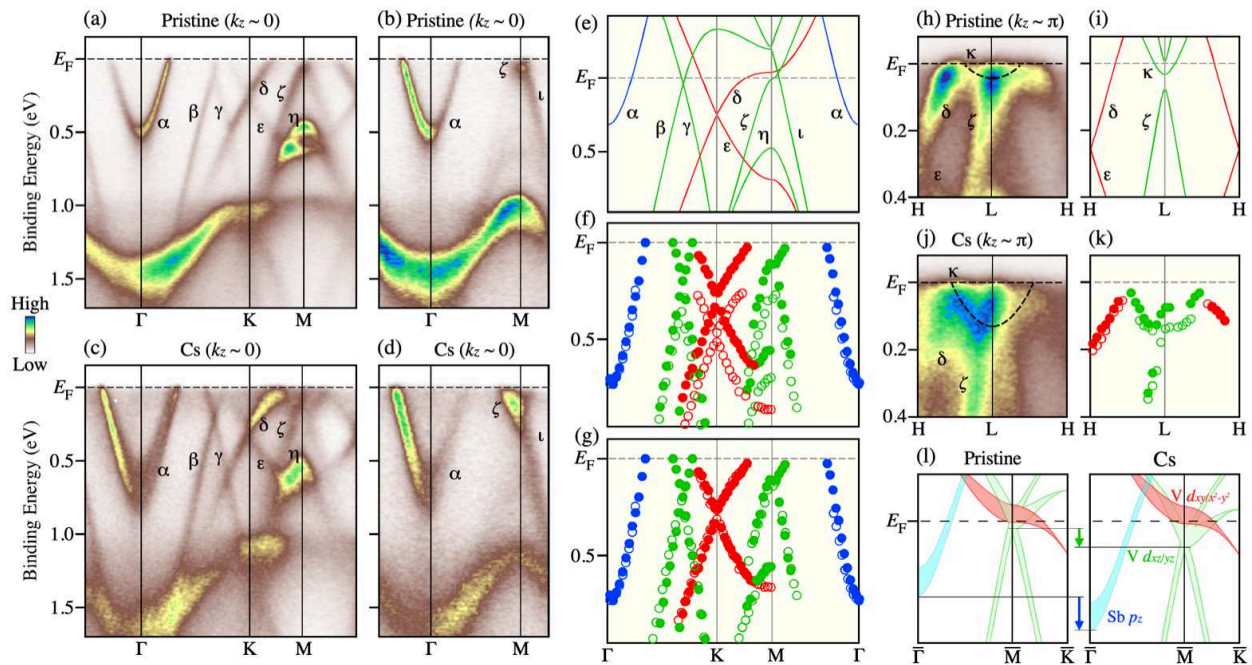 (a) Pristine (kz ~ 0)
(b) Pristine (kz ~ 0)
(e)
(h) Pristine (kz ~ π)
(i)
EF
α β γ δ ζ ε η
EF
α ζ ι
EF
α β γ δ ε ζ η ι α
0.5
EF
κ δ ζ ε
0.2
0.4
H L H
κ δ ζ ε
H L H
Binding Energy (eV)
0.5
1.0
1.5
Γ K M
Γ M
(f)
EF
0.5
(j) Cs (kz ~ π)
(k)
EF
κ
δ
ζ
0.2
0.4
H L H
H L H
High
Low
(c) Cs (kz ~ 0)
(d) Cs (kz ~ 0)
EF
α β γ δ ζ ε η
ζ ι α
Binding Energy (eV)
0.5
1.0
1.5
Γ K M
Γ M
(g)
EF
0.5
Γ K M Γ
(l) Pristine
Cs
EF
V dxy/x²-y²
V dxz/yz
Sb pz
Γ̄ M̄ K̄
Γ̄ M̄ K̄